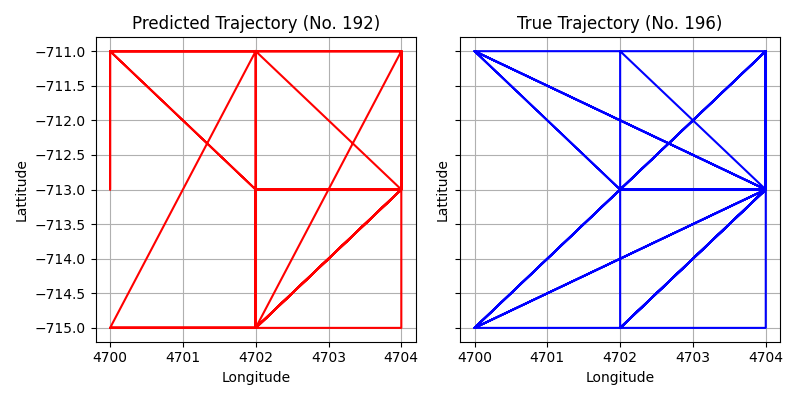 Predicted Trajectory (No. 192)
True Trajectory (No. 196)
−711.0
−711.5
−712.0
−712.5
−713.0
−713.5
−714.0
−714.5
−715.0
Lattitude
Lattitude
4700 4701 4702 4703 4704
4700 4701 4702 4703 4704
Longitude
Longitude